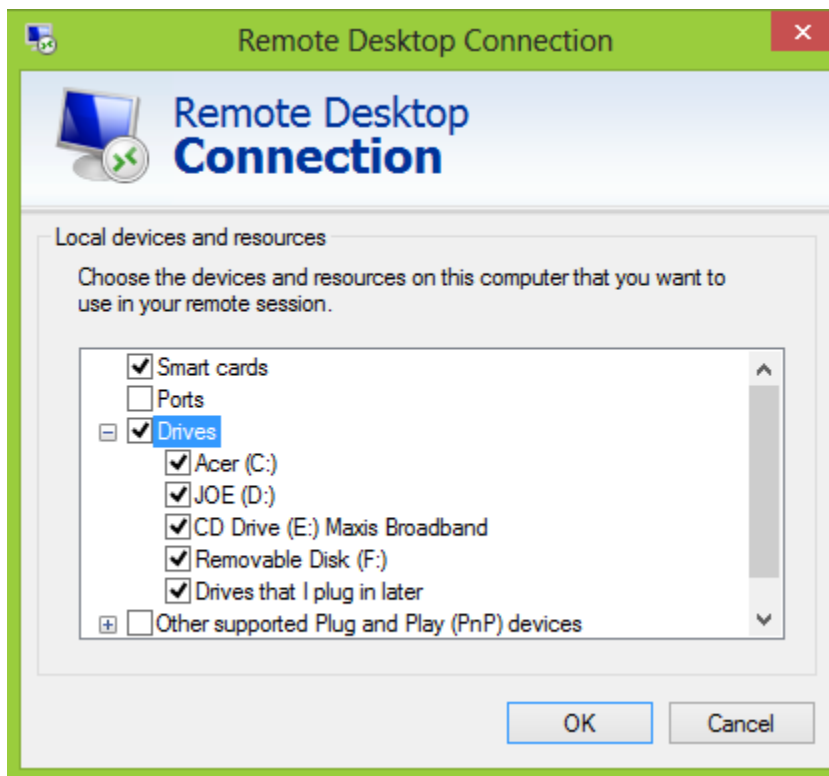 Remote Desktop Connection
Remote Desktop
Connection
Local devices and resources
Choose the devices and resources on this computer that you want to
use in your remote session.
Smart cards
Ports
Drives
Acer (C:)
JOE (D:)
CD Drive (E:) Maxis Broadband
Removable Disk (F:)
Drives that I plug in later
Other supported Plug and Play (PnP) devices
OK
Cancel